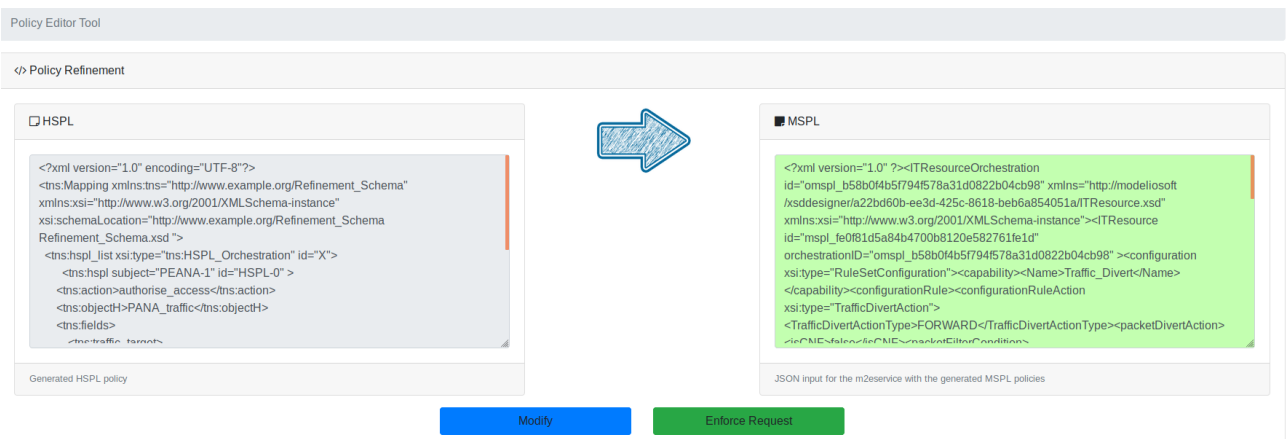 Policy Editor Tool
</> Policy Refinement
HSPL
<?xml version="1.0" encoding="UTF-8"?>
<tns:Mapping xmlns:tns="http://www.example.org/Refinement_Schema"
xmlns:xsi="http://www.w3.org/2001/XMLSchema-instance"
xsi:schemaLocation="http://www.example.org/Refinement_Schema
Refinement_Schema.xsd ">
<tns:hspl_list xsi:type="tns:HSPL_Orchestration" id="X">
<tns:hspl subject="PEANA-1" id="HSPL-0" >
<tns:action>authorise_access</tns:action>
<tns:objectH>PANA_traffic</tns:objectH>
<tns:fields>
<tns:traffic_target>
Generated HSPL policy
MSPL
<?xml version="1.0" ?><ITResourceOrchestration
id="omspl_b58b0f4b5f794f578a31d0822b04cb98" xmlns="http://modeliosoft
/xsddesigner/a22bd60b-ee3d-425c-8618-beb6a854051a/ITResource.xsd"
xmlns:xsi="http://www.w3.org/2001/XMLSchema-instance"><ITResource
id="mspl_fe0f81d5a84b4700b8120e582761fe1d"
orchestrationID="omspl_b58b0f4b5f794f578a31d0822b04cb98" ><configuration
xsi:type="RuleSetConfiguration"><capability><Name>Traffic_Divert</Name>
</capability><configurationRule><configurationRuleAction
xsi:type="TrafficDivertAction">
<TrafficDivertActionType>FORWARD</TrafficDivertActionType><packetDivertAction>
<isCNF>false</isCNF><packetFilterCondition>
JSON input for the m2eservice with the generated MSPL policies
Modify
Enforce Request